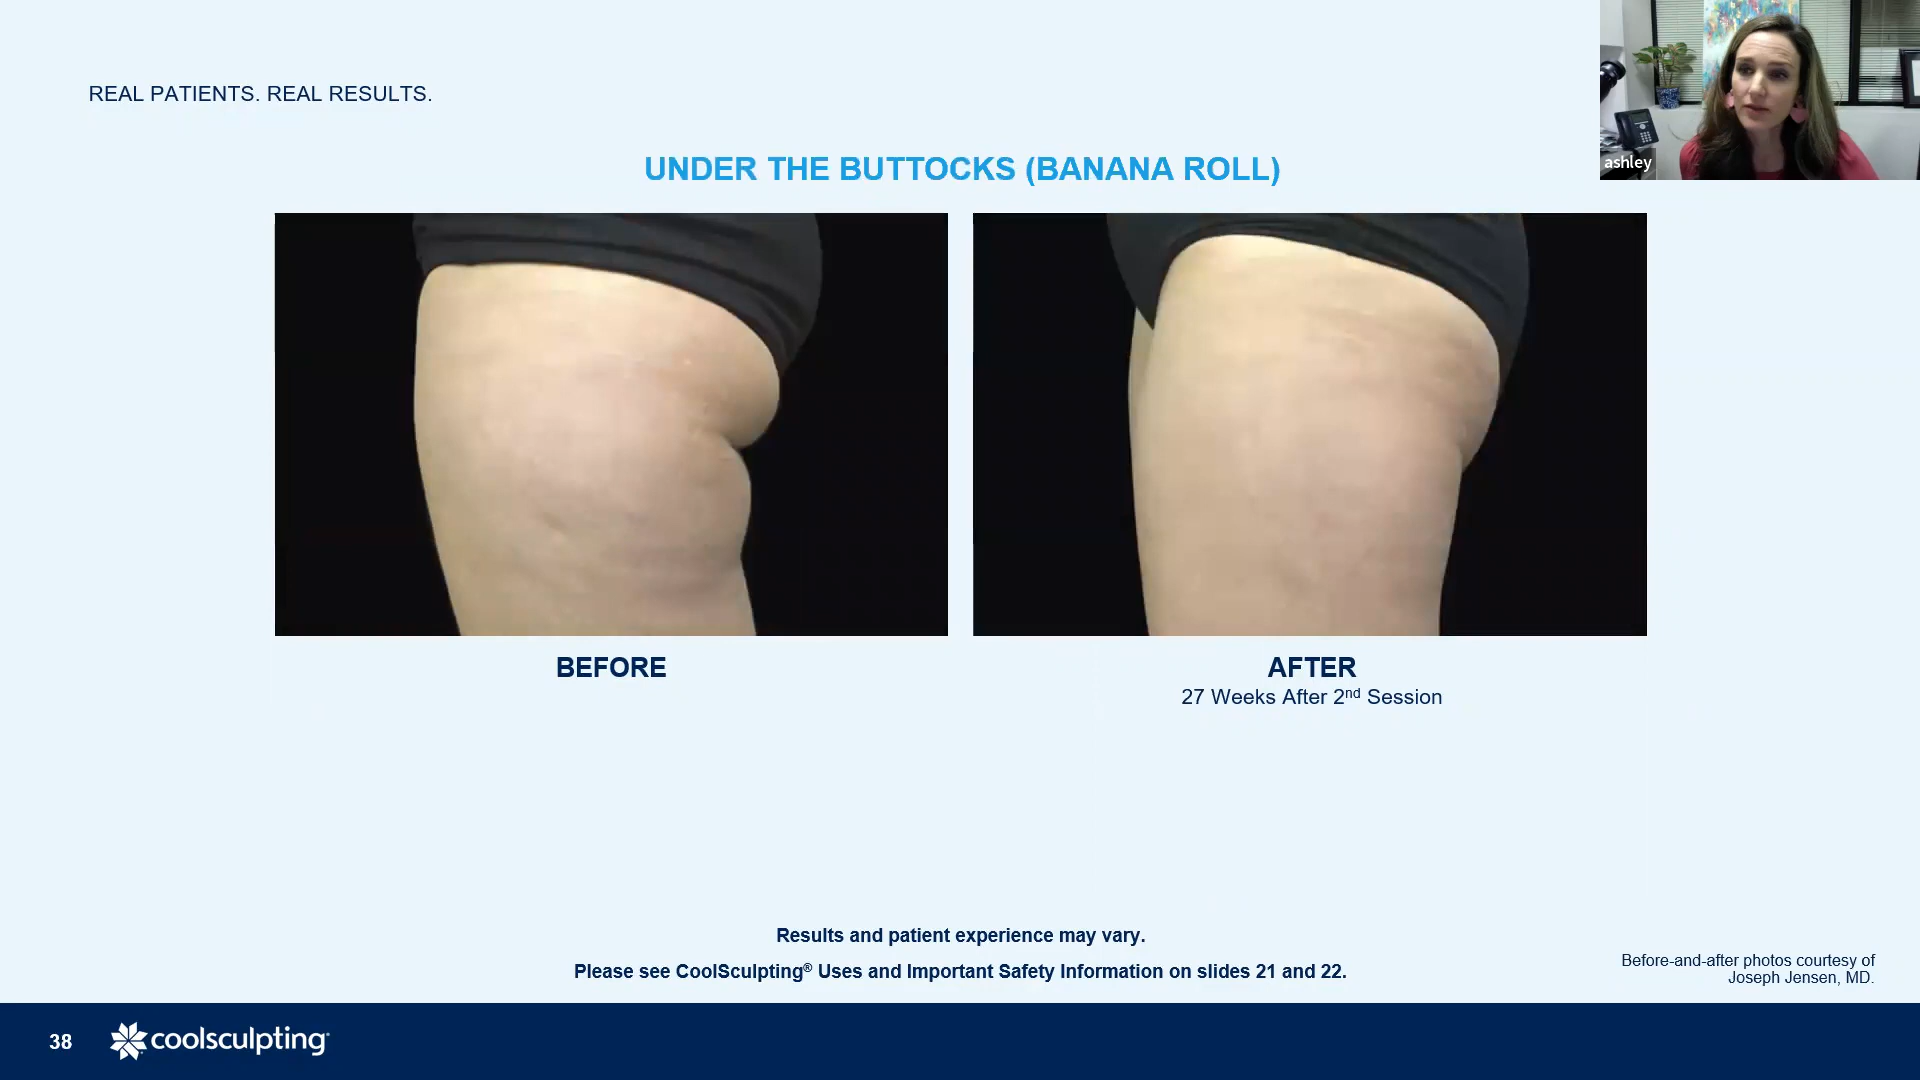 REAL PATIENTS. REAL RESULTS.
ashley
UNDER THE BUTTOCKS (BANANA ROLL)
BEFORE
AFTER
27 Weeks After 2nd Session
Results and patient experience may vary.
Please see CoolSculpting® Uses and Important Safety Information on slides 21 and 22.
Before-and-after photos courtesy of
Joseph Jensen, MD.
38
coolsculpting